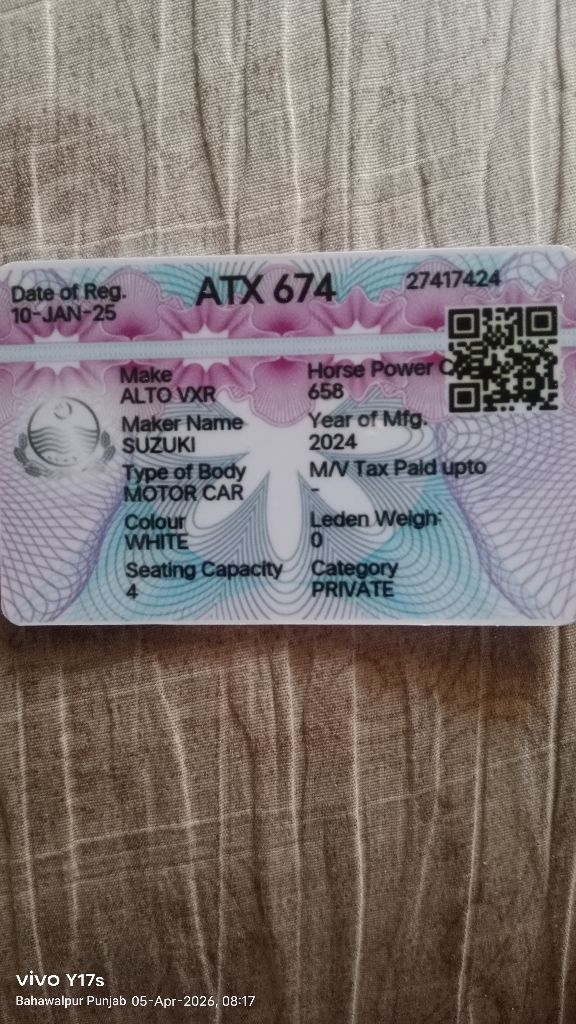 Date of Reg. ATX 674 27417424
10-JAN-25
Make Horse Power
ALTO VXR 658
Maker Name Year of Mfg.
SUZUKI 2024
Type of Body M/V Tax Paid upto
MOTOR CAR -
Colour Leden Weigh:
WHITE 0
Seating Capacity Category
4 PRIVATE
vivo Y17s
Bahawalpur Punjab 05-Apr-2026, 08:17